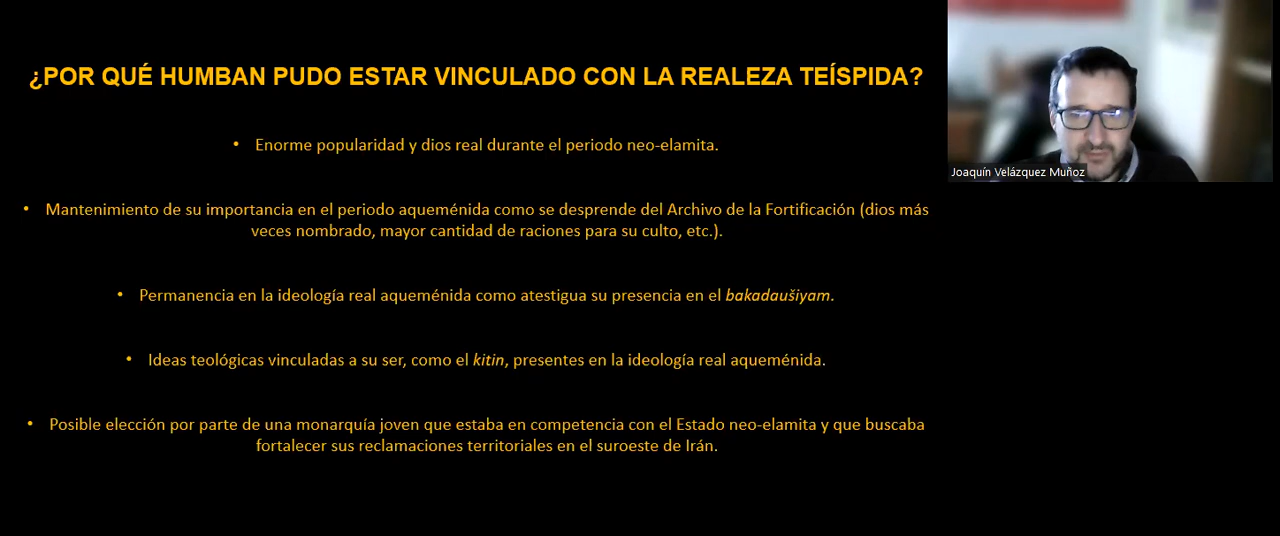 ¿POR QUÉ HUMBAN PUDO ESTAR VINCULADO CON LA REALEZA TEÍSPIDA?
• Enorme popularidad y dios real durante el periodo neo-elamita.
• Mantenimiento de su importancia en el periodo aqueménida como se desprende del Archivo de la Fortificación (dios más
veces nombrado, mayor cantidad de raciones para su culto, etc.).
• Permanencia en la ideología real aqueménida como atestigua su presencia en el bakadaušiyam.
• Ideas teológicas vinculadas a su ser, como el kitin, presentes en la ideología real aqueménida.
• Posible elección por parte de una monarquía joven que estaba en competencia con el Estado neo-elamita y que buscaba
fortalecer sus reclamaciones territoriales en el suroeste de Irán.
Joaquín Velázquez Muñoz